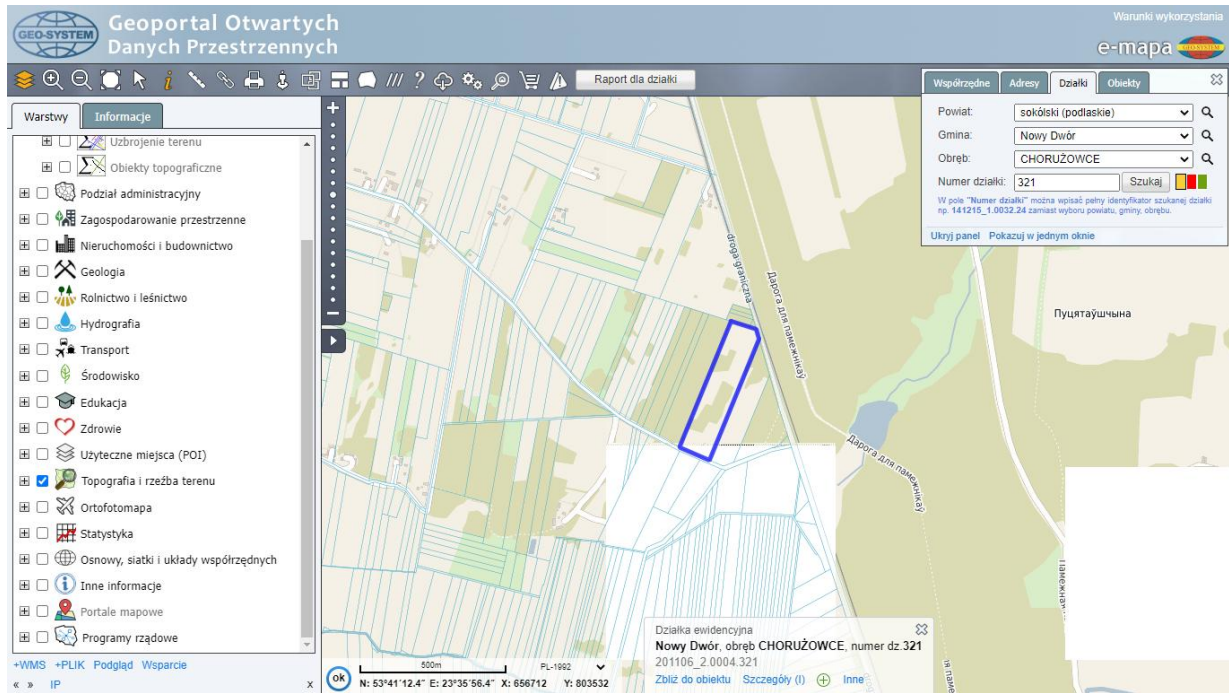 GEO-SYSTEM
Geoportal Otwartych
Danych Przestrzennych
Warunki wykorzystania
e-mapa
Raport dla działki
Współrzędne Adresy Działki Obiekty
Powiat: sokólski (podlaskie)
Gmina: Nowy Dwór
Obręb: CHORUŻOWCE
Numer działki: 321 Szukaj
W pole "Numer działki" można wpisać pełny identyfikator szukanej działki
np. 141215_1.0032.24 zamiast wyboru powiatu, gminy, obrębu.
Ukryj panel Pokazuj w jednym oknie
Warstwy Informacje
Uzbrojenie terenu
Obiekty topograficzne
Podział administracyjny
Zagospodarowanie przestrzenne
Nieruchomości i budownictwo
Geologia
Rolnictwo i leśnictwo
Hydrografia
Transport
Środowisko
Edukacja
Zdrowie
Użyteczne miejsca (POI)
Topografia i rzeźba terenu
Ortofotomapa
Statystyka
Osnowy, siatki i układy współrzędnych
Inne informacje
Portale mapowe
Programy rządowe
+WMS +PLIK Podgląd Wsparcie
« » IP x
droga graniczna
Дарога для памежнікаў
Пуцятаўшчына
Дарога для памежнікаў
ok
500m
PL-1992
N: 53°41´12.4˝ E: 23°35´56.4˝ X: 656712 Y: 803532
Działka ewidencyjna
Nowy Dwór, obręb CHORUŻOWCE, numer dz.321
201106_2.0004.321
Zbliż do obiektu Szczegóły (I) Inne